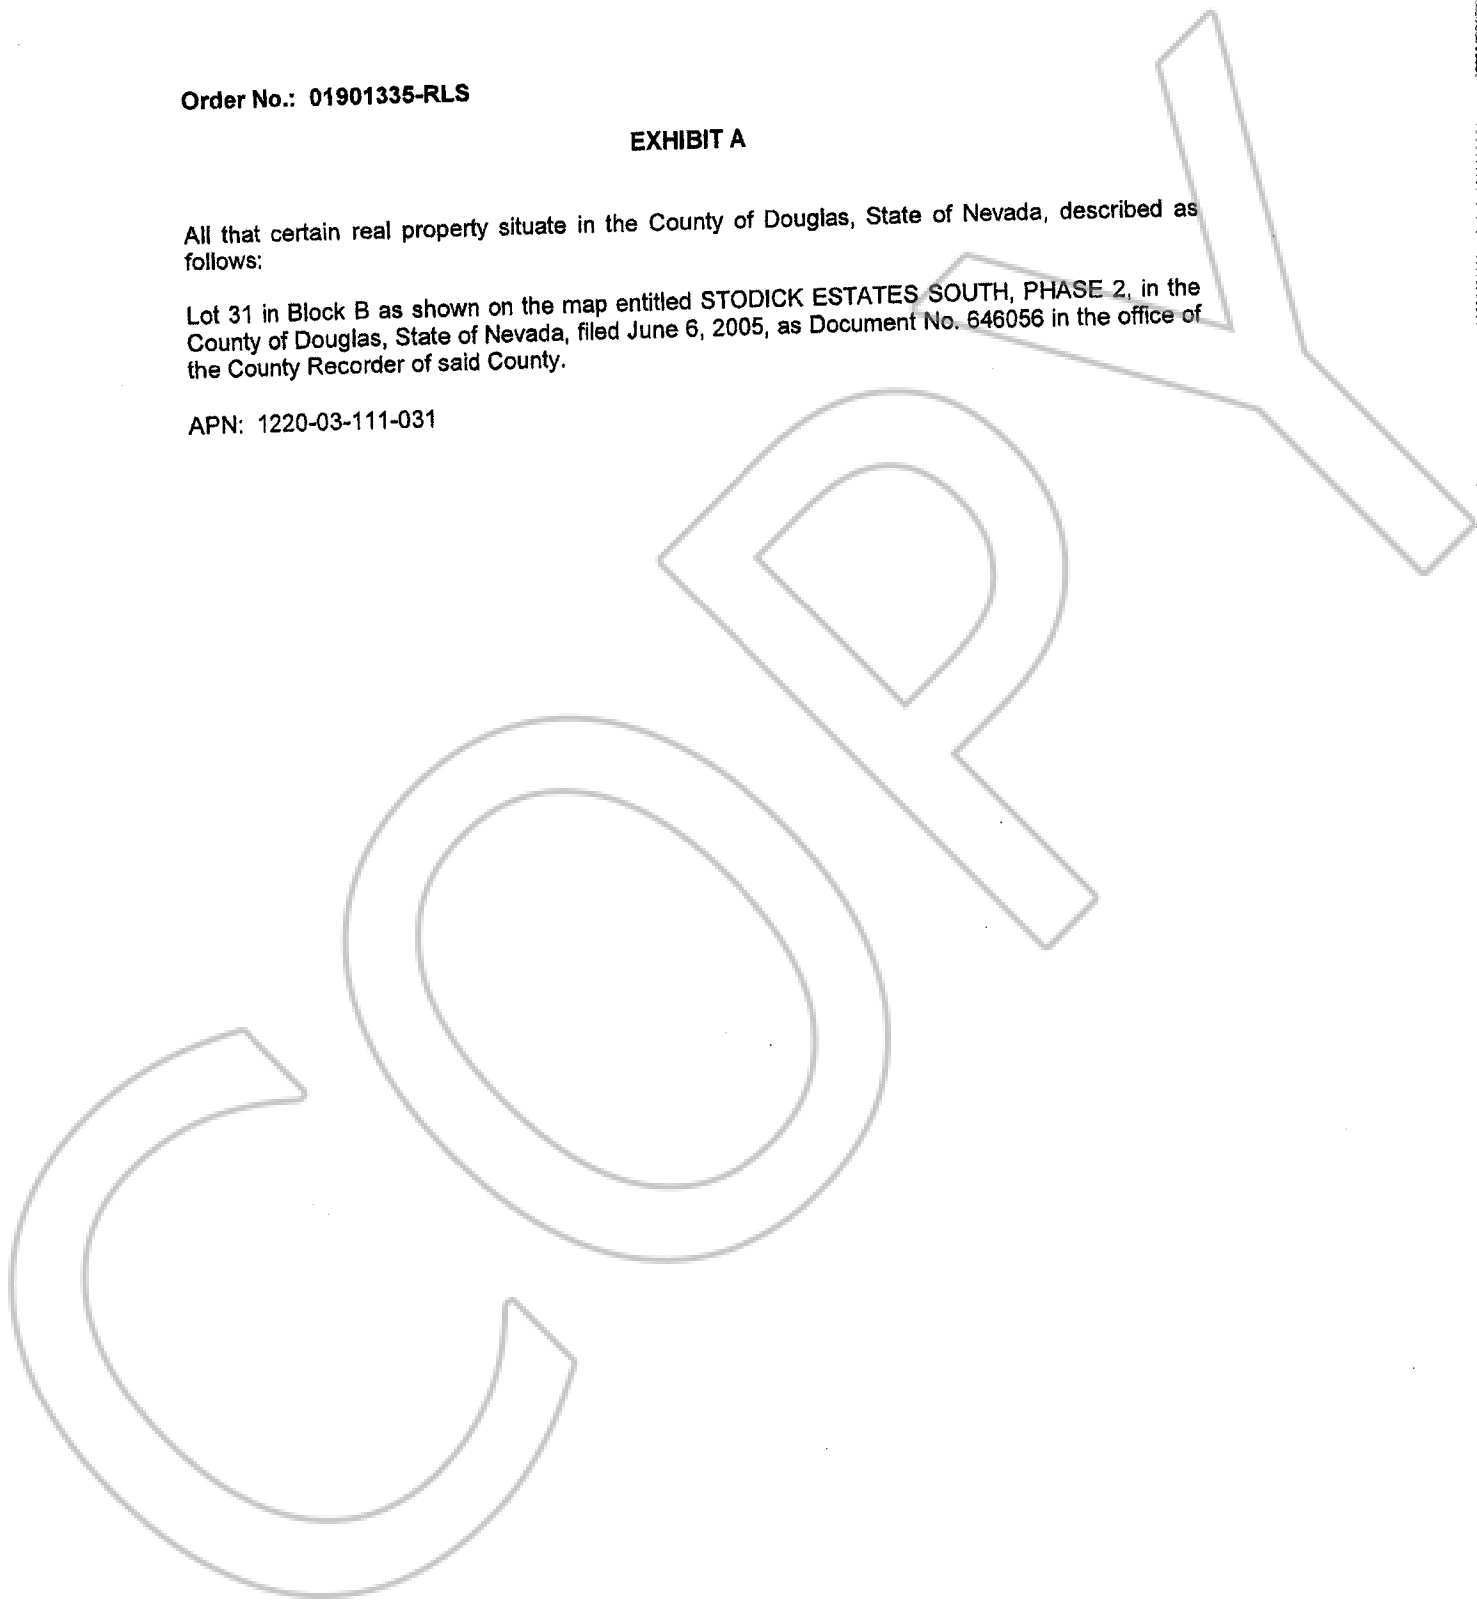 Order No.: 01901335-RLS
EXHIBIT A
All that certain real property situate in the County of Douglas, State of Nevada, described as
follows:
Lot 31 in Block B as shown on the map entitled STODICK ESTATES SOUTH, PHASE 2, in the
County of Douglas, State of Nevada, filed June 6, 2005, as Document No. 646056 in the office of
the County Recorder of said County.
APN: 1220-03-111-031
COPY